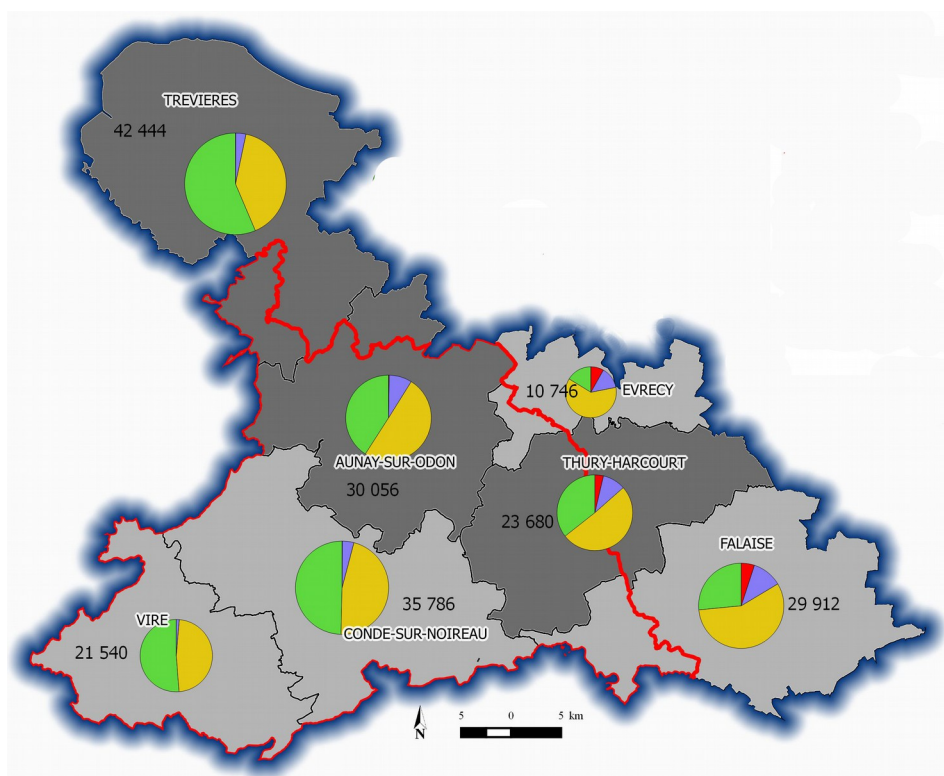 TREVIERES
42 444
10 746
EVRECY
AUNAY-SUR-ODON
30 056
THURY-HARCOURT
23 680
FALAISE
29 912
35 786
CONDE-SUR-NOIREAU
VIRE
21 540
N
5 0 5 km